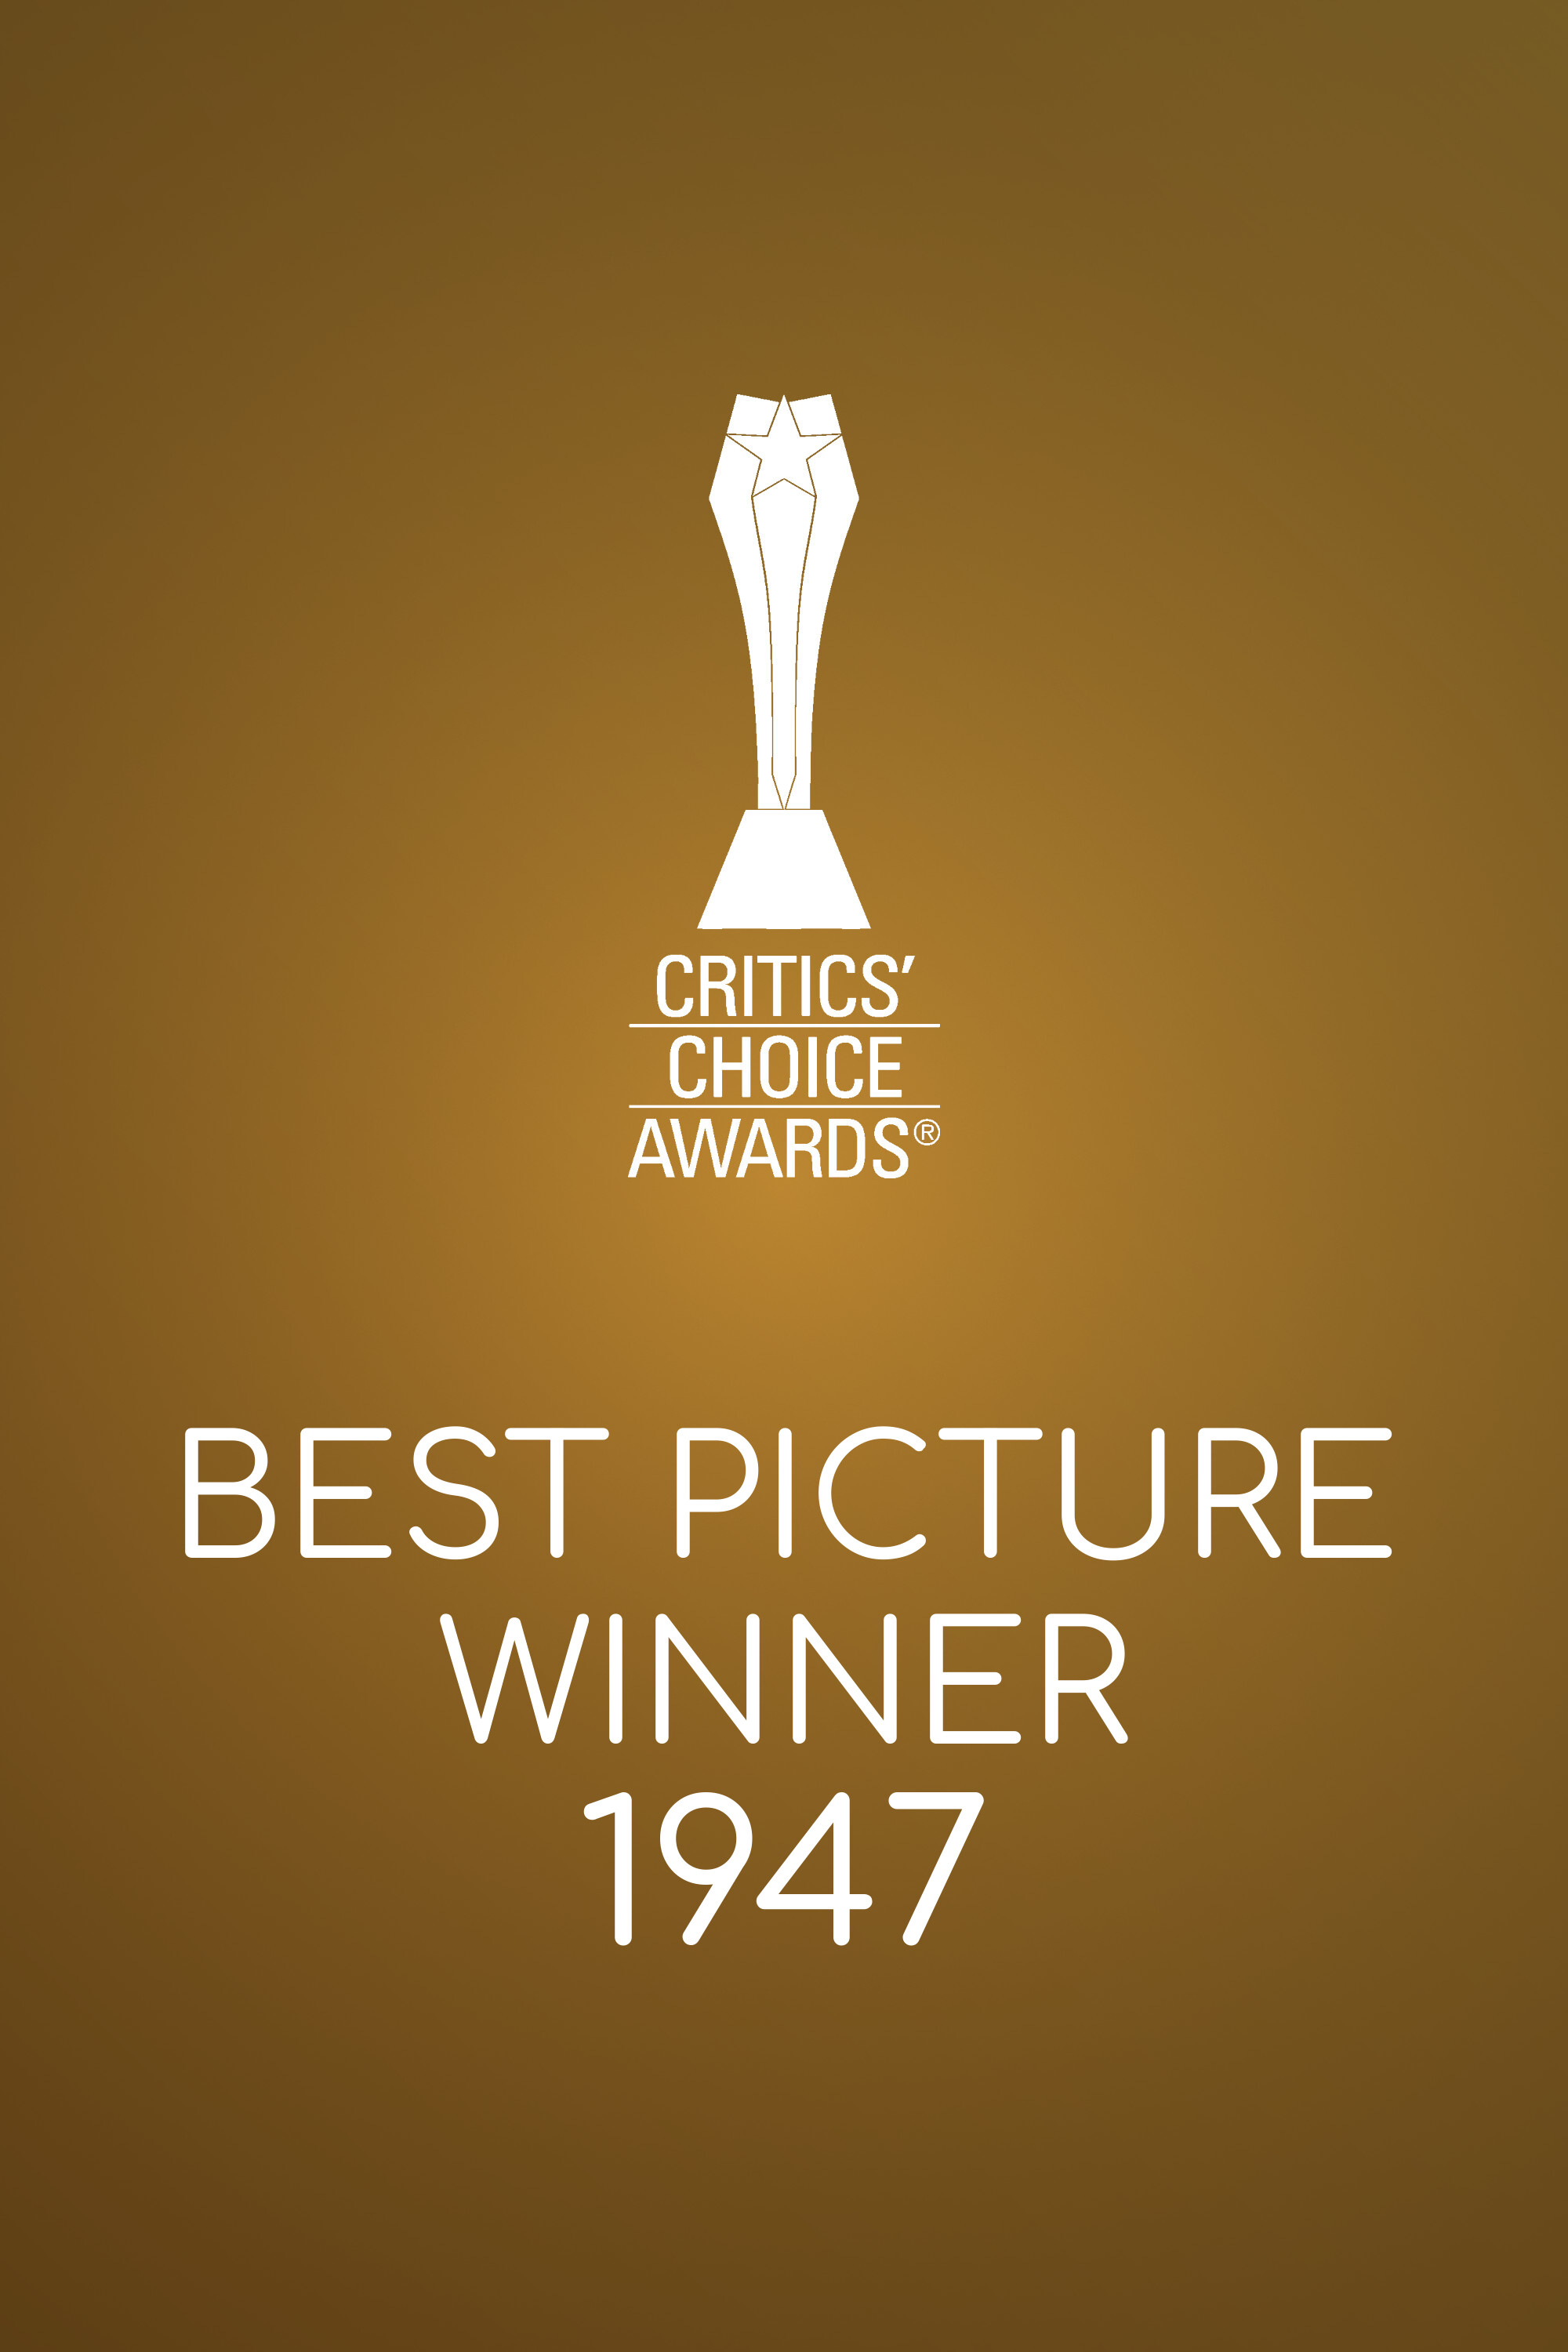 CRITICS'
CHOICE
AWARDS®
BEST PICTURE
WINNER
1947